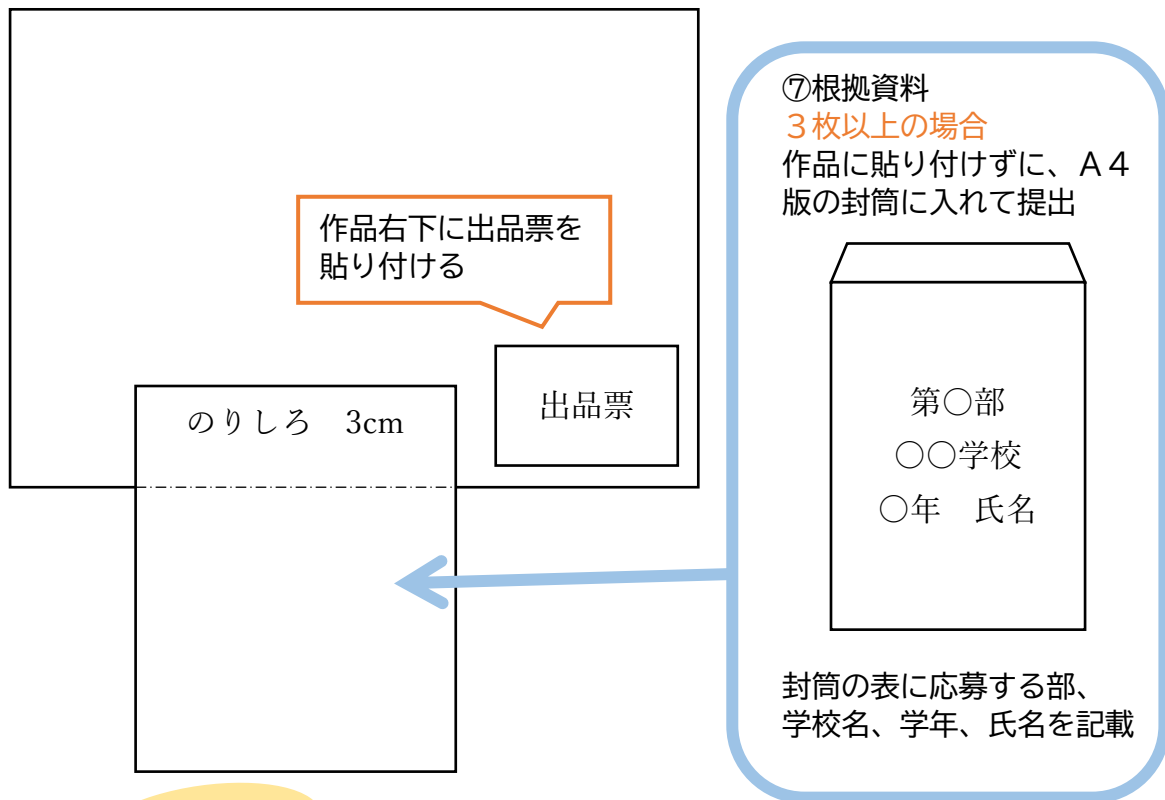 作品右下に出品票を
貼り付ける
出品票
のりしろ　3cm
⑦根拠資料
３枚以上の場合
作品に貼り付けずに、Ａ４
版の封筒に入れて提出
第〇部
〇〇学校
〇年　氏名
封筒の表に応募する部、
学校名、学年、氏名を記載